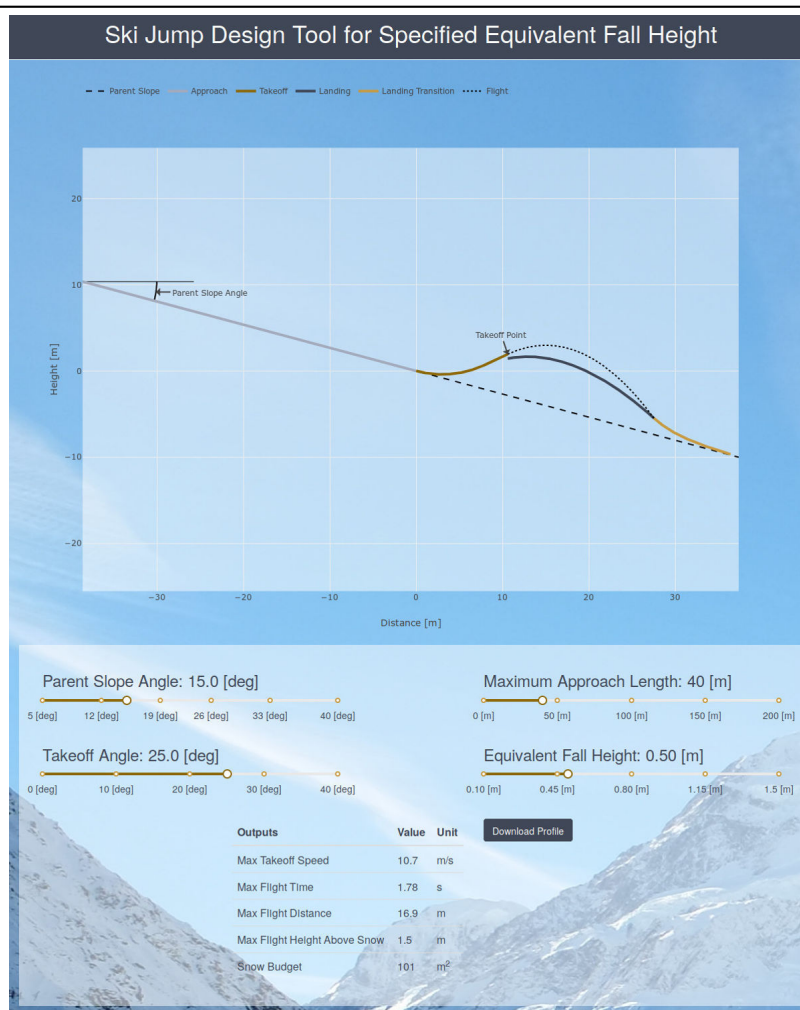 Ski Jump Design Tool for Specified Equivalent Fall Height
Parent Slope Approach Takeoff Landing Landing Transition Flight
20
10
0
−10
−20
Height [m]
Parent Slope Angle
Takeoff Point
−30 −20 −10 0 10 20 30
Distance [m]
Parent Slope Angle: 15.0 [deg]
5 [deg] 12 [deg] 19 [deg] 26 [deg] 33 [deg] 40 [deg]
Maximum Approach Length: 40 [m]
0 [m] 50 [m] 100 [m] 150 [m] 200 [m]
Takeoff Angle: 25.0 [deg]
0 [deg] 10 [deg] 20 [deg] 30 [deg] 40 [deg]
Equivalent Fall Height: 0.50 [m]
0.10 [m] 0.45 [m] 0.80 [m] 1.15 [m] 1.5 [m]
Outputs Value Unit
Max Takeoff Speed 10.7 m/s
Max Flight Time 1.78 s
Max Flight Distance 16.9 m
Max Flight Height Above Snow 1.5 m
Snow Budget 101 m²
Download Profile